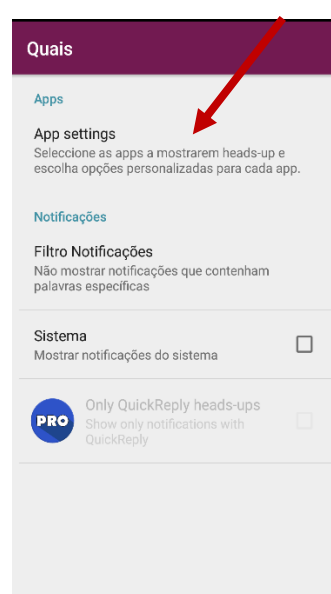 Quais
Apps
App settings
Seleccione as apps a mostrarem heads-up e
escolha opções personalizadas para cada app.
Notificações
Filtro Notificações
Não mostrar notificações que contenham
palavras específicas
Sistema
Mostrar notificações do sistema
PRO
Only QuickReply heads-ups
Show only notifications with
QuickReply